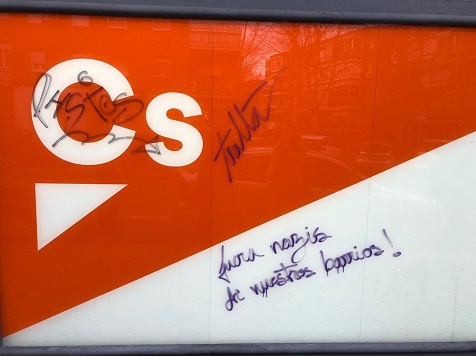 Cs
fuera nazis
de nuestros barrios!